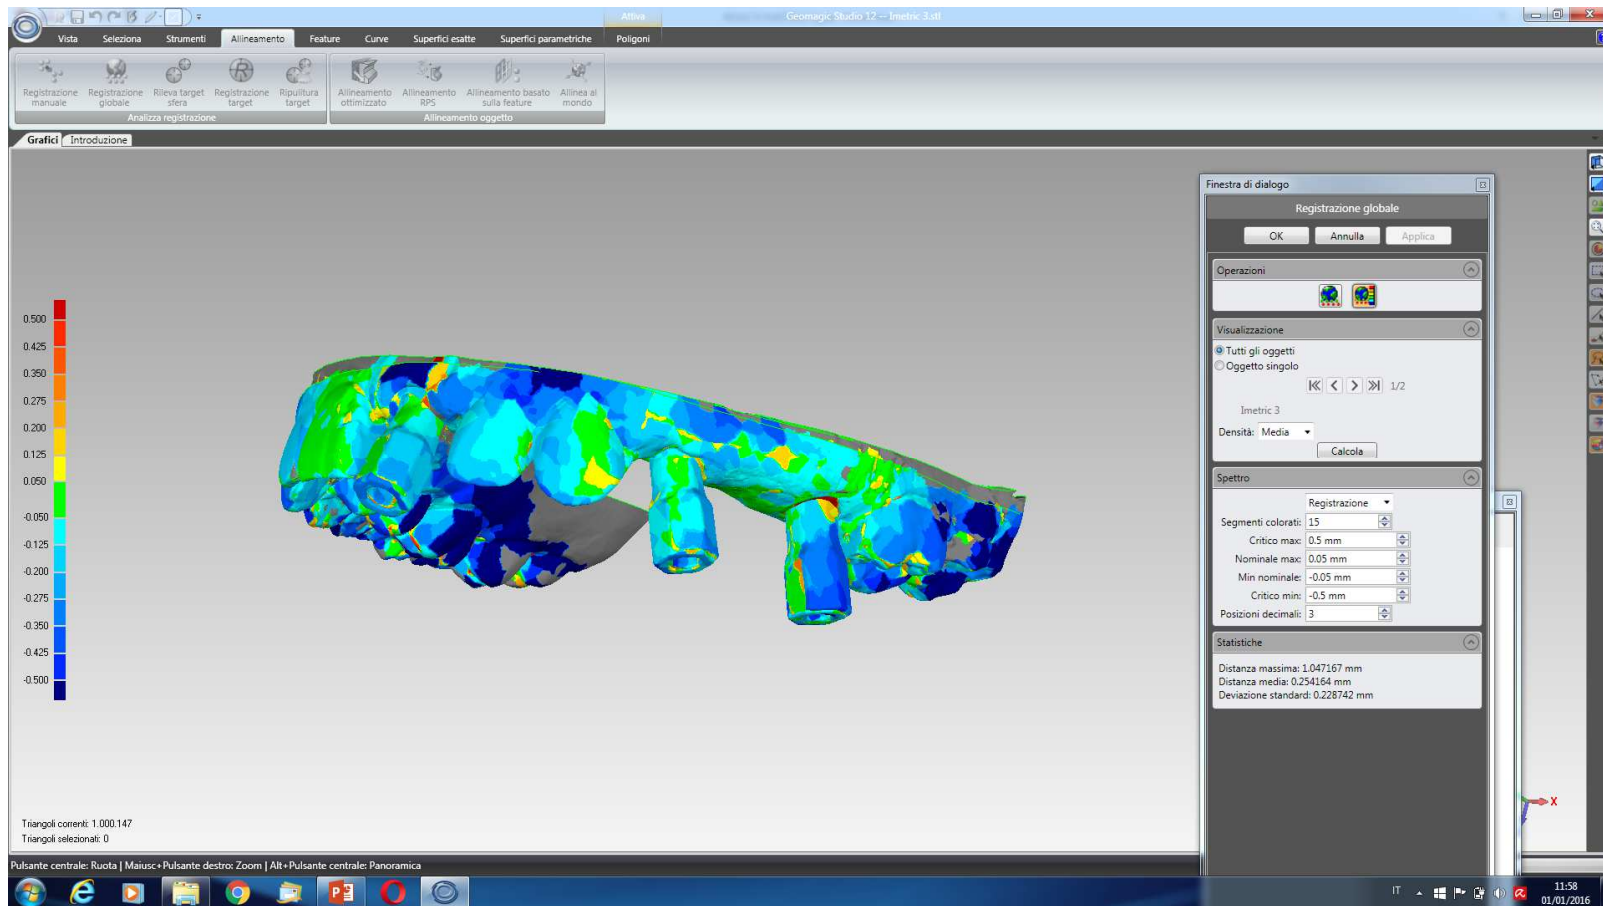 Attiva
Geomagic Studio 12 -- Imetric 3.stl
Vista Seleziona Strumenti Allineamento Feature Curve Superfici esatte Superfici parametriche Poligoni
Registrazione manuale
Registrazione globale
Rileva target sfera
Registrazione target
Ripulitura target
Allineamento ottimizzato
Allineamento RPS
Allineamento basato sulla feature
Allinea al mondo
Analizza registrazione
Allineamento oggetto
Grafici Introduzione
0.500
0.425
0.350
0.275
0.200
0.125
0.050
-0.050
-0.125
-0.200
-0.275
-0.350
-0.425
-0.500
Finestra di dialogo
Registrazione globale
OK Annulla Applica
Operazioni
Visualizzazione
Tutti gli oggetti
Oggetto singolo
1/2
Imetric 3
Densità: Media
Calcola
Spettro
Registrazione
Segmenti colorati: 15
Critico max: 0.5 mm
Nominale max: 0.05 mm
Min nominale: -0.05 mm
Critico min: -0.5 mm
Posizioni decimali: 3
Statistiche
Distanza massima: 1.047167 mm
Distanza media: 0.254164 mm
Deviazione standard: 0.228742 mm
X
Triangoli correnti: 1.000.147
Triangoli selezionati: 0
Pulsante centrale: Ruota | Maiusc+Pulsante destro: Zoom | Alt+Pulsante centrale: Panoramica
IT
11:58
01/01/2016